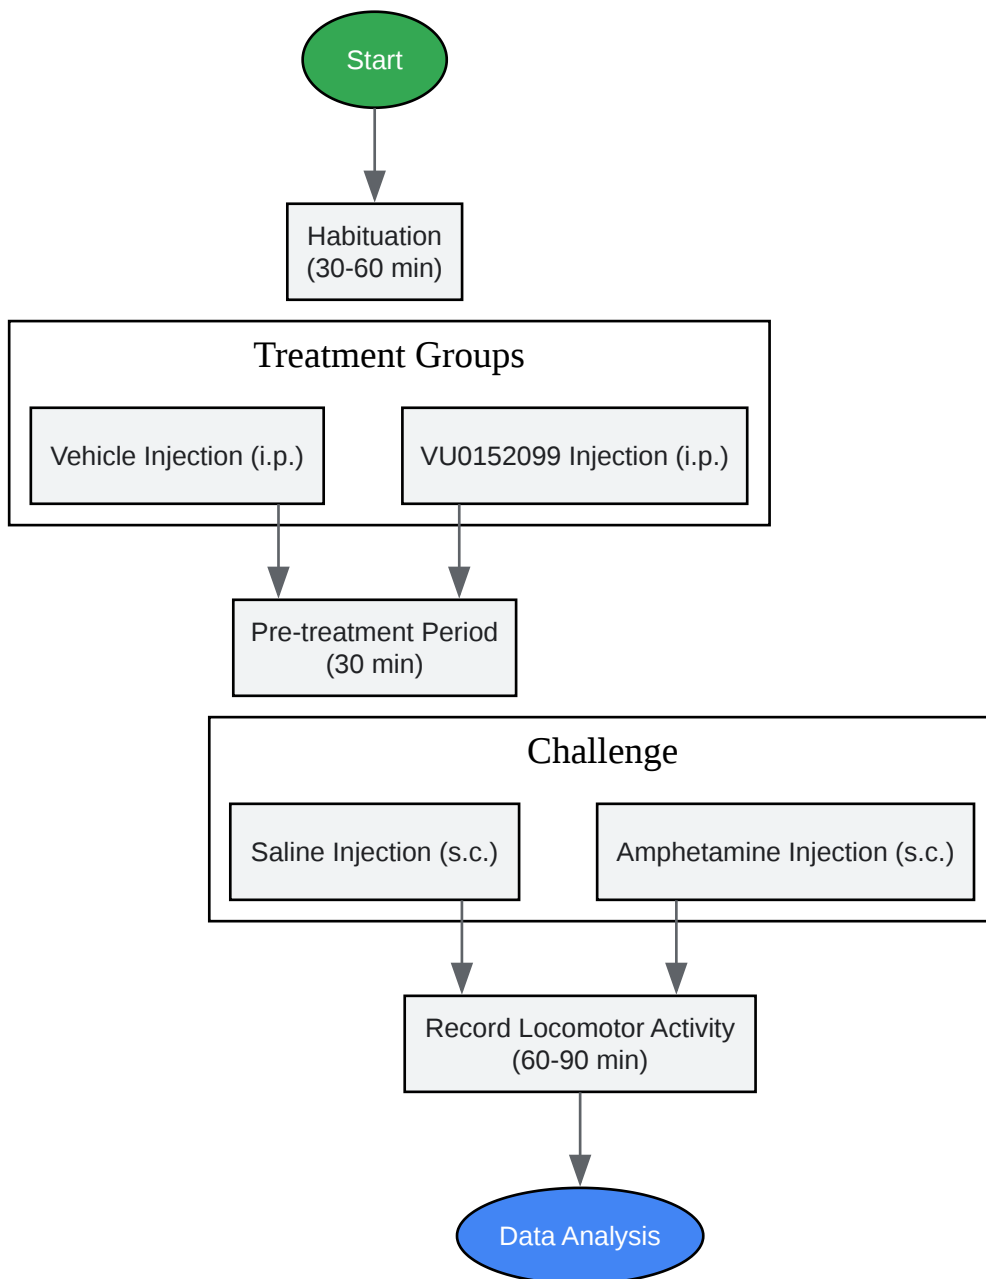 Start
Habituation
(30-60 min)
Treatment Groups
Vehicle Injection (i.p.)
VU0152099 Injection (i.p.)
Pre-treatment Period
(30 min)
Challenge
Saline Injection (s.c.)
Amphetamine Injection (s.c.)
Record Locomotor Activity
(60-90 min)
Data Analysis